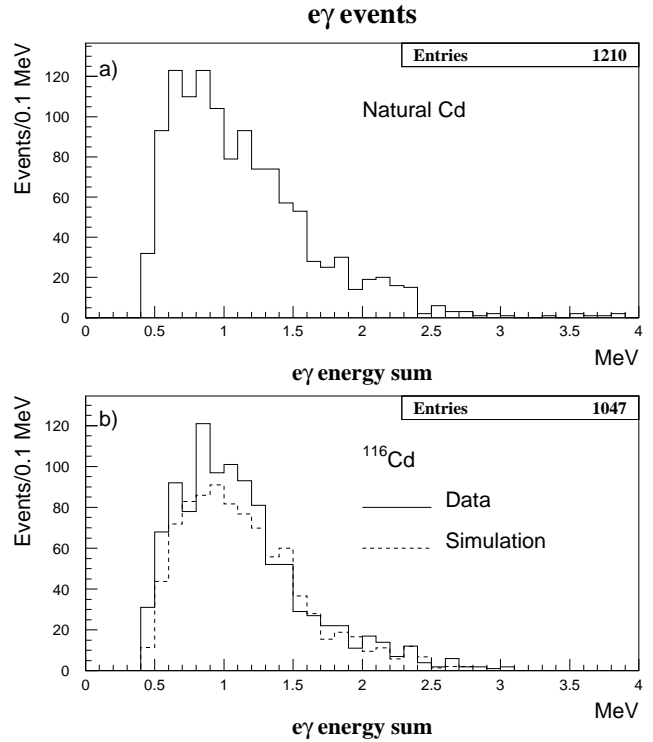 eγ events
Entries 1210
a)
Natural Cd
Events/0.1 MeV
120
100
80
60
40
20
0
0 0.5 1 1.5 2 2.5 3 3.5 4
MeV
eγ energy sum
Entries 1047
b)
¹¹⁶Cd
Data
Simulation
Events/0.1 MeV
120
100
80
60
40
20
0
0 0.5 1 1.5 2 2.5 3 3.5 4
MeV
eγ energy sum